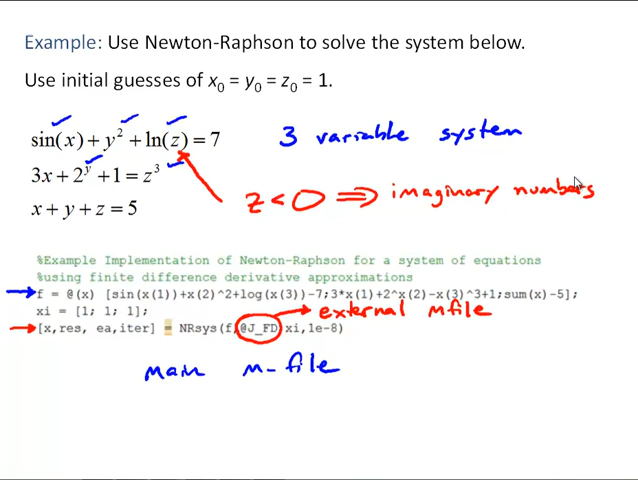 Example: Use Newton-Raphson to solve the system below.
Use initial guesses of x₀ = y₀ = z₀ = 1.
sin(x) + y² + ln(z) = 7
3 variable system
3x + 2^y + 1 = z³
z < 0 ⇒ imaginary numbers
x + y + z = 5
%Example Implementation of Newton-Raphson for a system of equations
%using finite difference derivative approximations
f = @(x) [sin(x(1))+x(2)^2+log(x(3))-7;3*x(1)+2^x(2)-x(3)^3+1;sum(x)-5];
xi = [1; 1; 1];
external mfile
[x,res, ea,iter] = NRsys(f,@J_FD,xi,1e-8)
main m-file